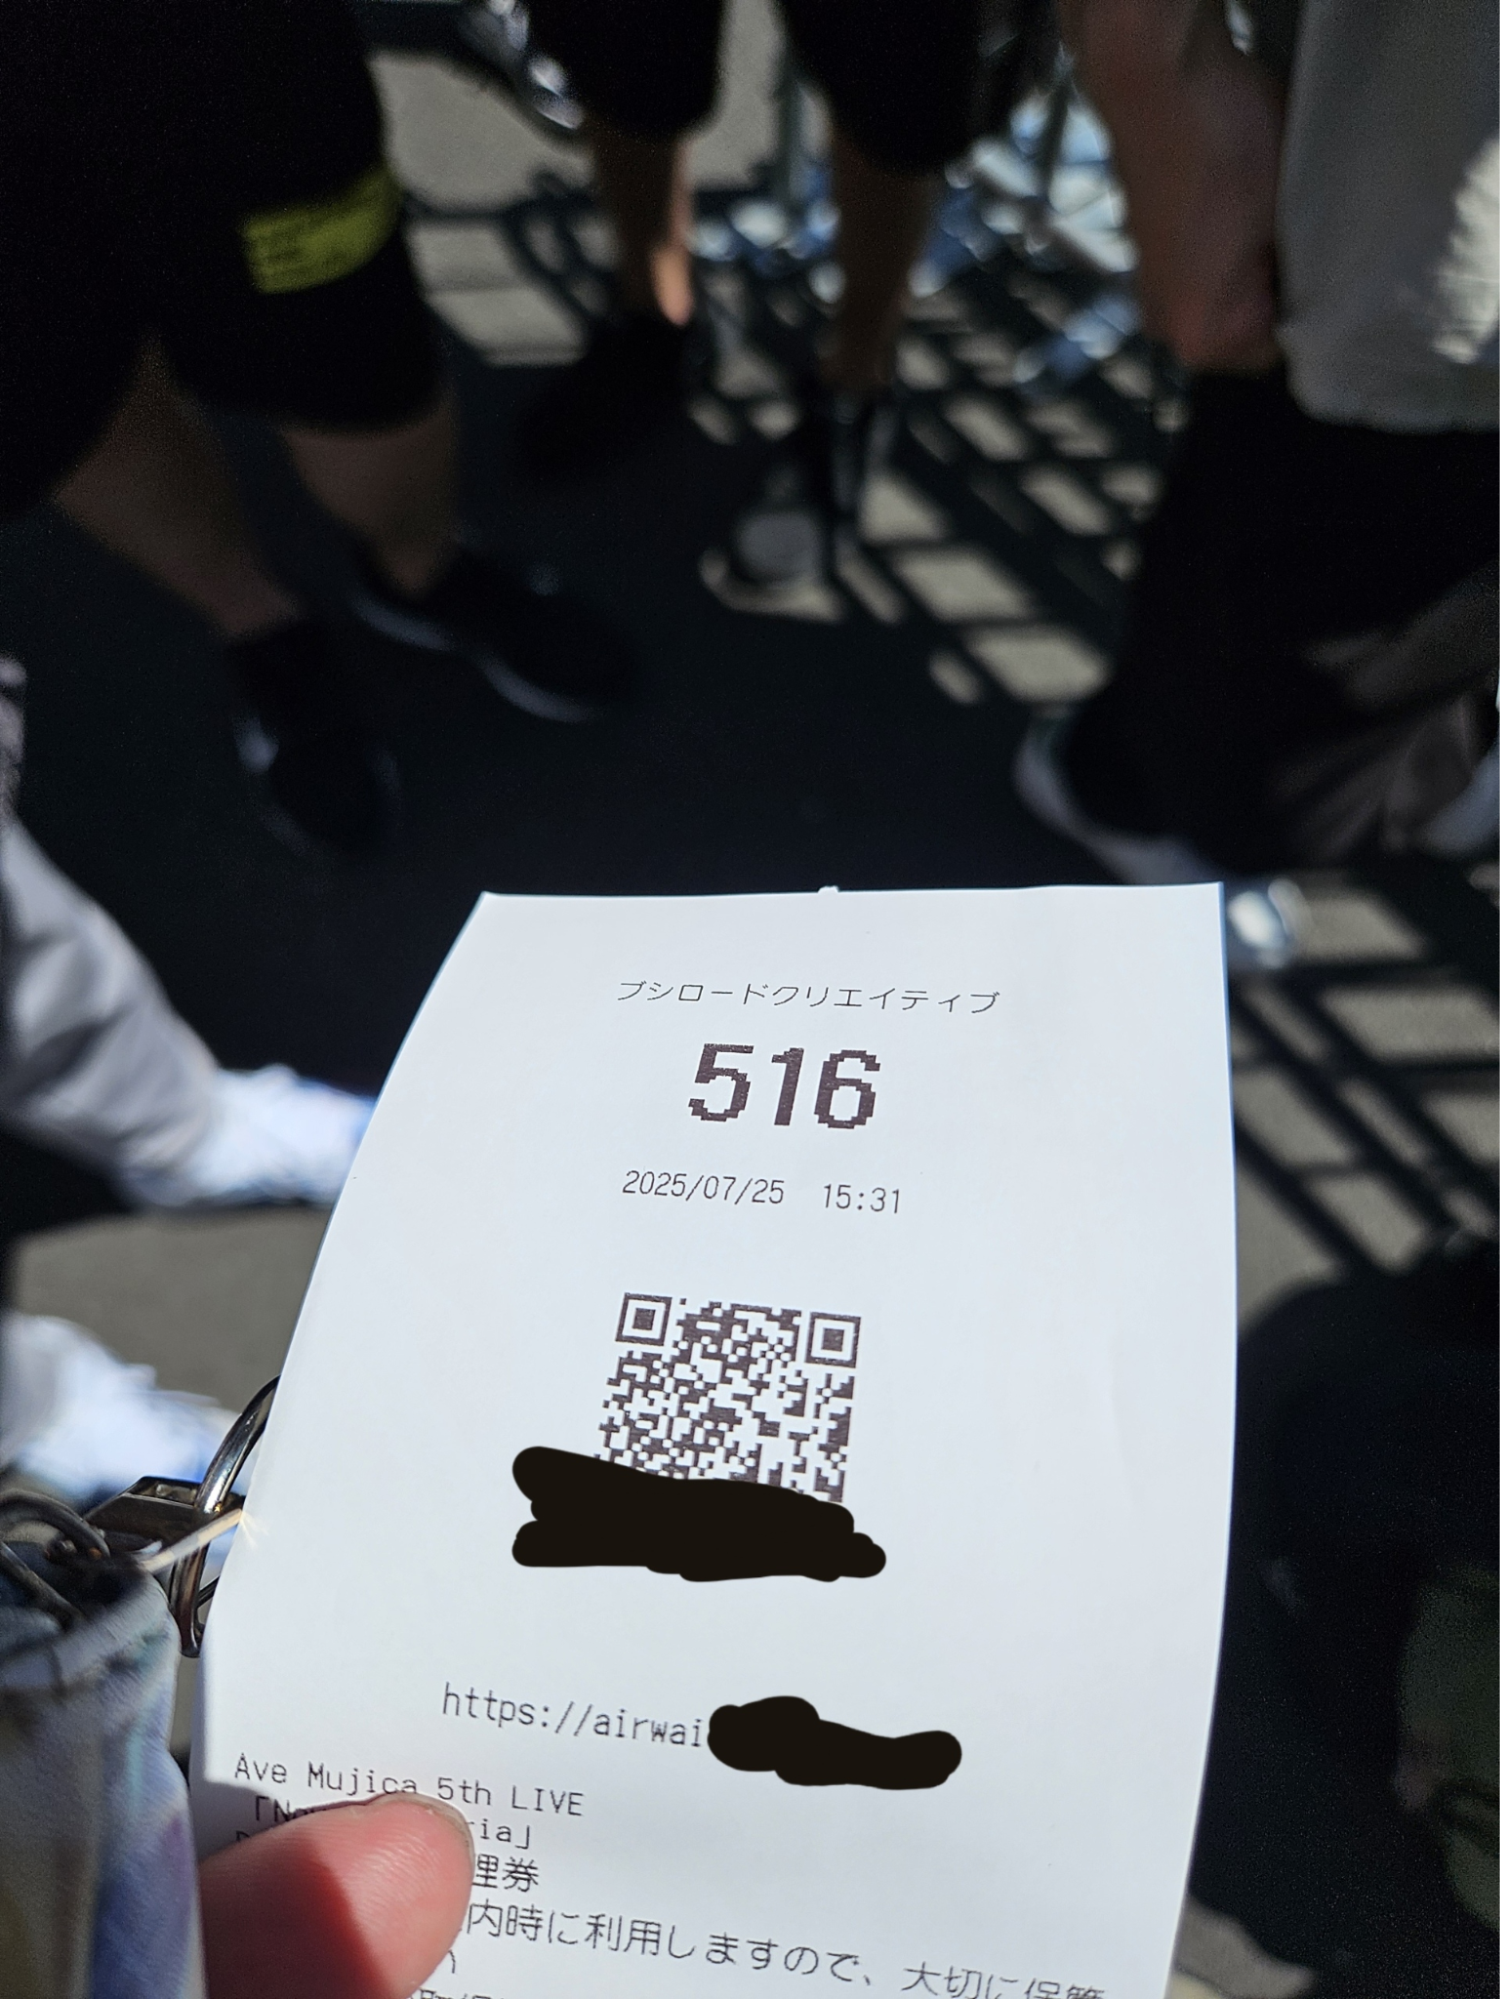 ブシロードクリエイティブ
516
2025/07/25 15:31
https://airwai
Ave Mujica 5th LIVE
「N ria」
理券
内時に利用しますので、大切に保管